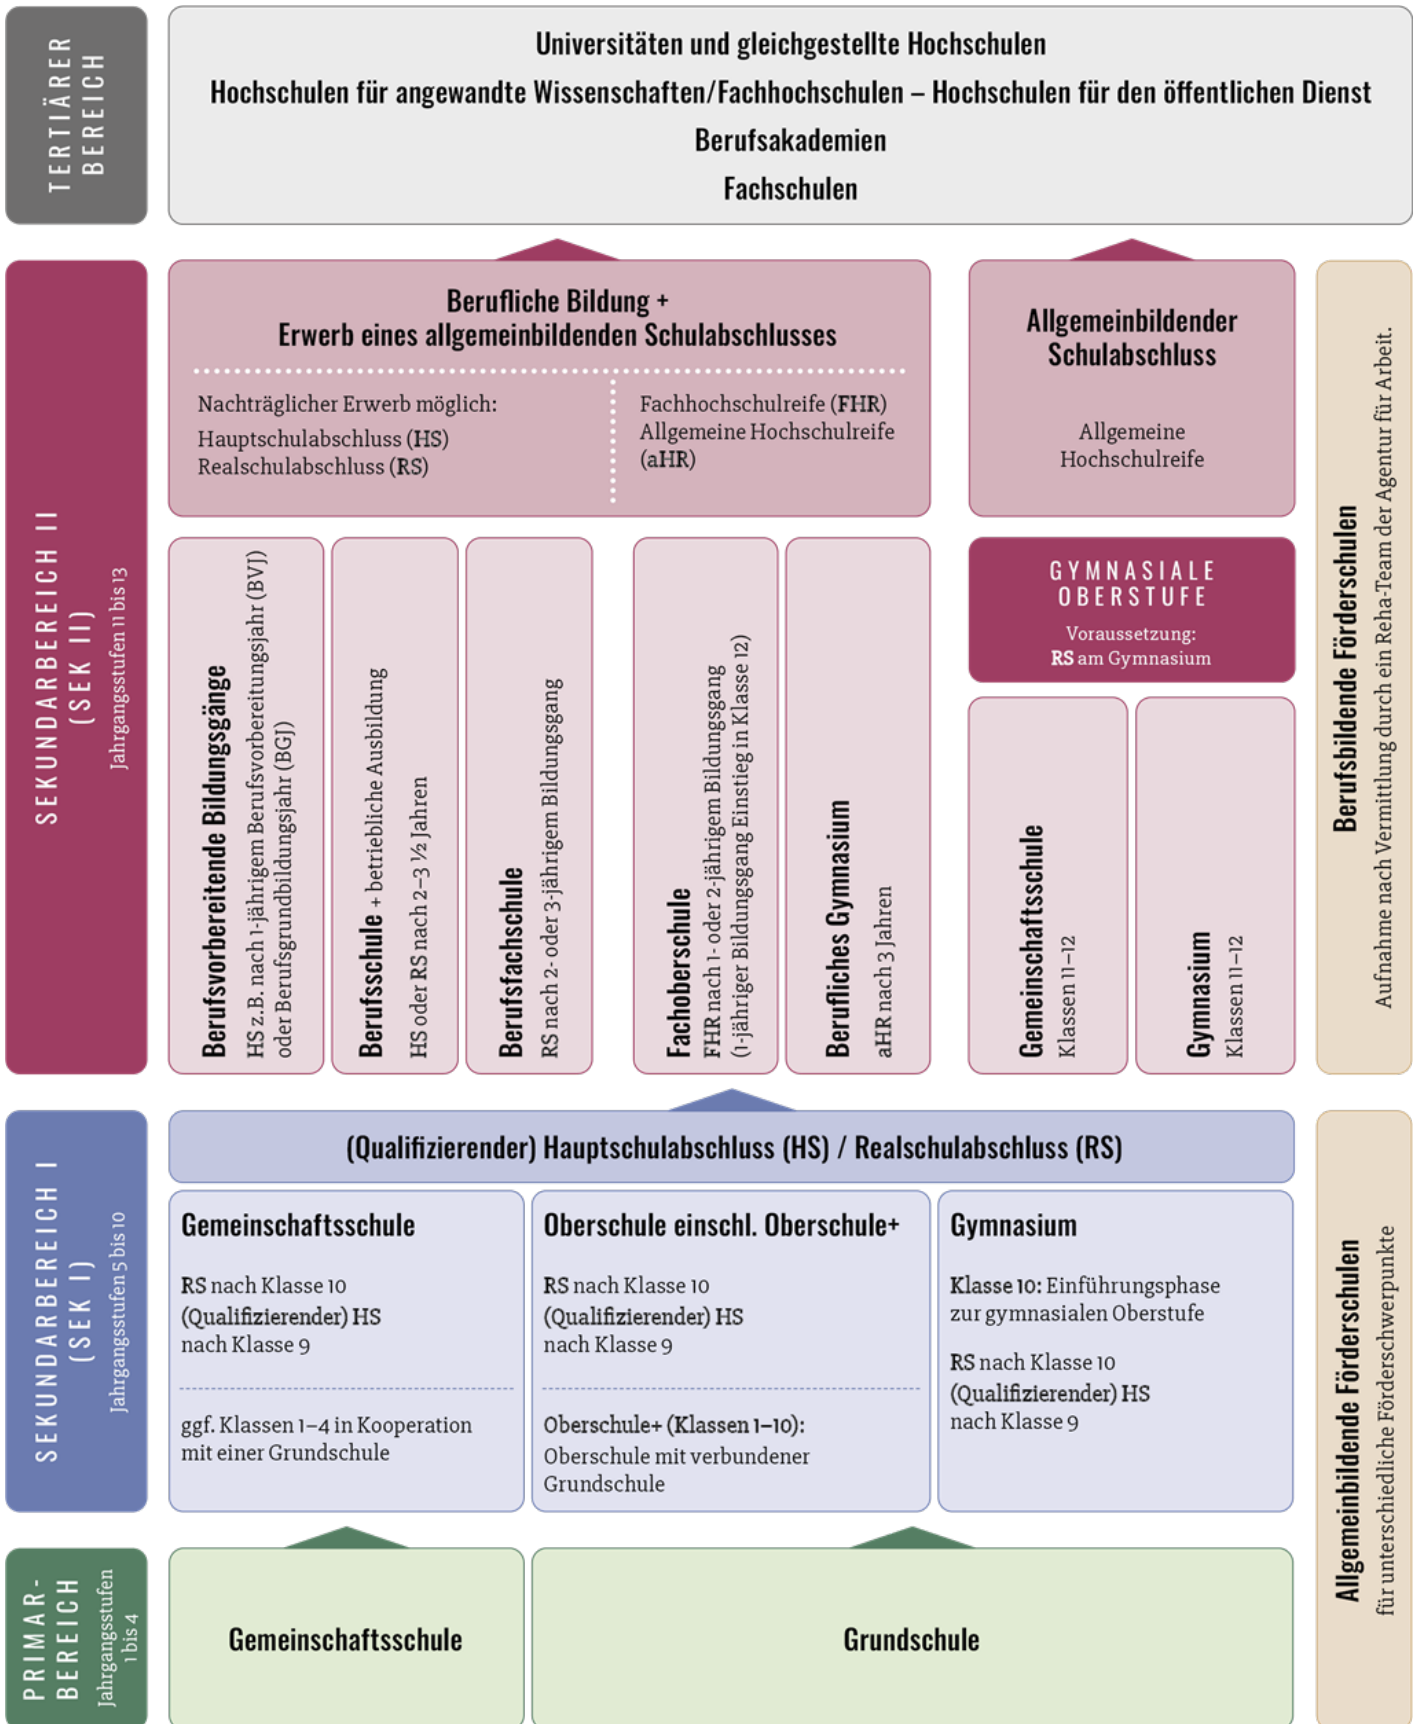 TERTIÄRER
BEREICH
Universitäten und gleichgestellte Hochschulen
Hochschulen für angewandte Wissenschaften/Fachhochschulen – Hochschulen für den öffentlichen Dienst
Berufsakademien
Fachschulen
SEKUNDARBEREICH II
(SEK II)
Jahrgangsstufen 11 bis 13
Berufliche Bildung +
Erwerb eines allgemeinbildenden Schulabschlusses
Nachträglicher Erwerb möglich:
Hauptschulabschluss (HS)
Realschulabschluss (RS)
Fachhochschulreife (FHR)
Allgemeine Hochschulreife
(aHR)
Allgemeinbildender
Schulabschluss
Allgemeine
Hochschulreife
Berufsvorbereitende Bildungsgänge
HS z.B. nach 1-jährigem Berufsvorbereitungsjahr (BVJ)
oder Berufsgrundbildungsjahr (BGJ)
Berufsschule + betriebliche Ausbildung
HS oder RS nach 2–3 ½ Jahren
Berufsfachschule
RS nach 2- oder 3-jährigem Bildungsgang
Fachoberschule
FHR nach 1- oder 2-jährigem Bildungsgang
(1-jähriger Bildungsgang Einstieg in Klasse 12)
Berufliches Gymnasium
aHR nach 3 Jahren
GYMNASIALE
OBERSTUFE
Voraussetzung:
RS am Gymnasium
Gemeinschaftsschule
Klassen 11–12
Gymnasium
Klassen 11–12
Berufsbildende Förderschulen
Aufnahme nach Vermittlung durch ein Reha-Team der Agentur für Arbeit.
SEKUNDARBEREICH I
(SEK I)
Jahrgangsstufen 5 bis 10
(Qualifizierender) Hauptschulabschluss (HS) / Realschulabschluss (RS)
Gemeinschaftsschule
RS nach Klasse 10
(Qualifizierender) HS
nach Klasse 9
ggf. Klassen 1–4 in Kooperation
mit einer Grundschule
Oberschule einschl. Oberschule+
RS nach Klasse 10
(Qualifizierender) HS
nach Klasse 9
Oberschule+ (Klassen 1–10):
Oberschule mit verbundener
Grundschule
Gymnasium
Klasse 10: Einführungsphase
zur gymnasialen Oberstufe
RS nach Klasse 10
(Qualifizierender) HS
nach Klasse 9
Allgemeinbildende Förderschulen
für unterschiedliche Förderschwerpunkte
PRIMAR-
BEREICH
Jahrgangsstufen
1 bis 4
Gemeinschaftsschule
Grundschule